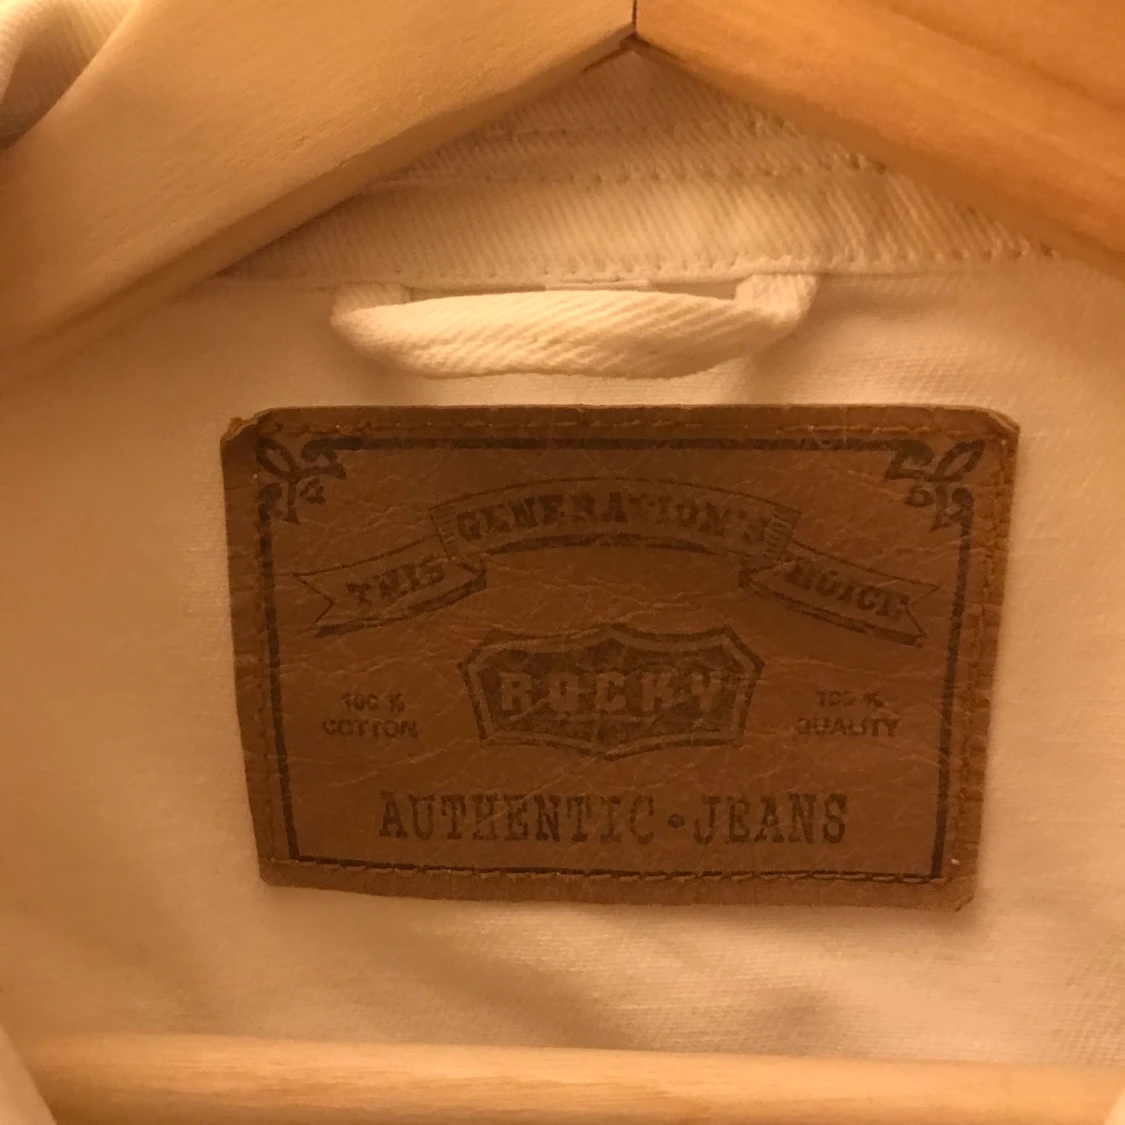 THIS GENERATION'S CHOICE
ROCKY
100 %
COTTON
100 %
QUALITY
AUTHENTIC • JEANS